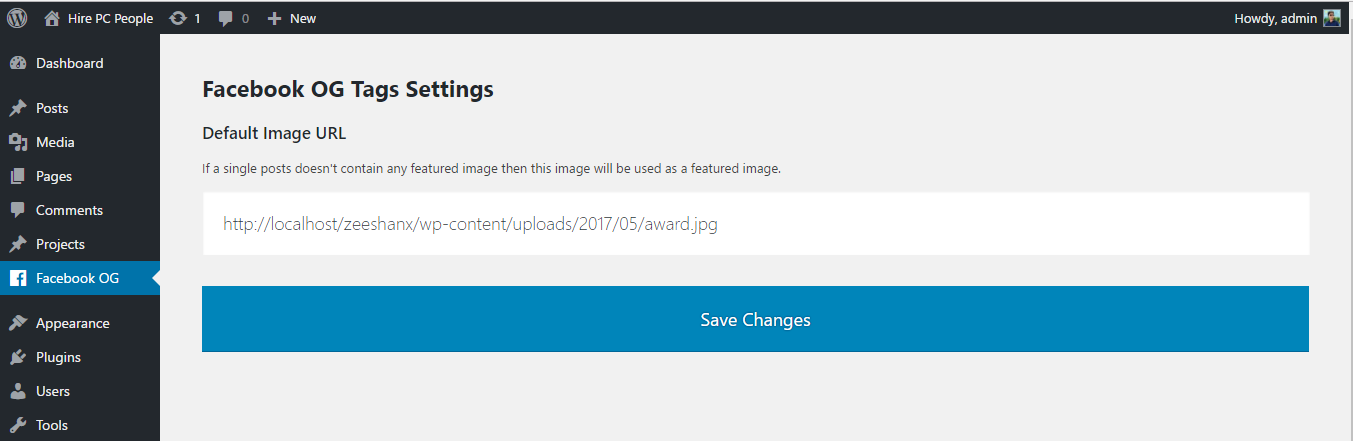 Hire PC People 1 0 New Howdy, admin
Dashboard
Posts
Media
Pages
Comments
Projects
Facebook OG
Appearance
Plugins
Users
Tools
Facebook OG Tags Settings
Default Image URL
If a single posts doesn't contain any featured image then this image will be used as a featured image.
http://localhost/zeeshanx/wp-content/uploads/2017/05/award.jpg
Save Changes